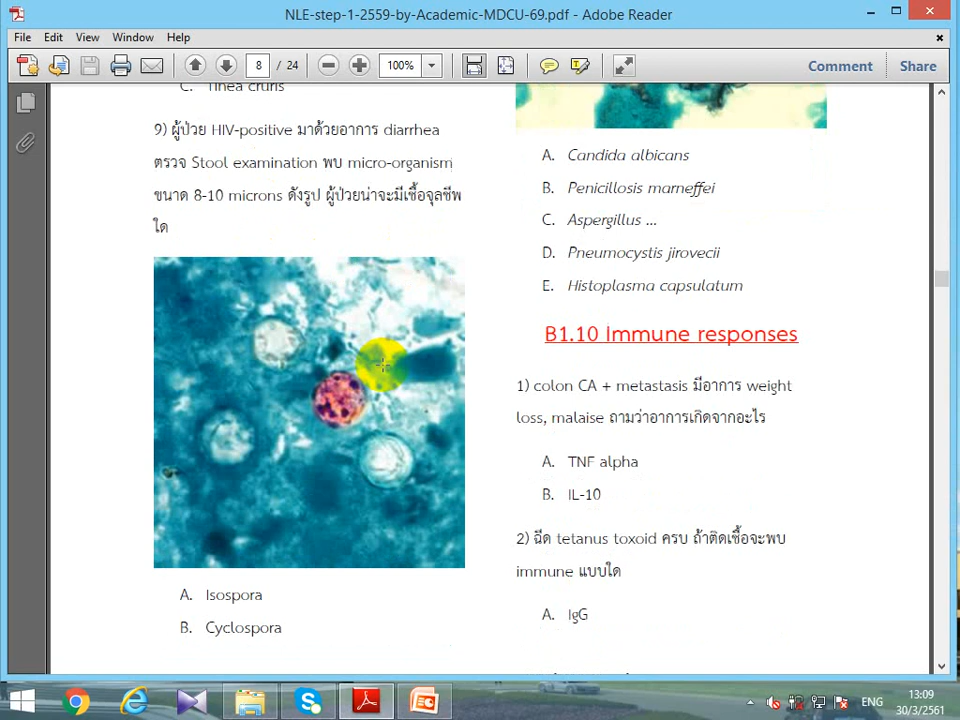 NLE-step-1-2559-by-Academic-MDCU-69.pdf - Adobe Reader
File Edit View Window Help
8 / 24 100% Comment Share
C. Tinea cruris
9) ผู้ป่วย HIV-positive มาด้วยอาการ diarrhea
ตรวจ Stool examination พบ micro-organism
ขนาด 8-10 microns ดังรูป ผู้ป่วยน่าจะมีเชื้อจุลชีพ
ใด
A. Isospora
B. Cyclospora
A. Candida albicans
B. Penicillosis marneffei
C. Aspergillus ...
D. Pneumocystis jirovecii
E. Histoplasma capsulatum
B1.10 Immune responses
1) colon CA + metastasis มีอาการ weight
loss, malaise ถามว่าอาการเกิดจากอะไร
A. TNF alpha
B. IL-10
2) ฉีด tetanus toxoid ครบ ถ้าติดเชื้อจะพบ
immune แบบใด
A. IgG
ENG
13:09
30/3/2561